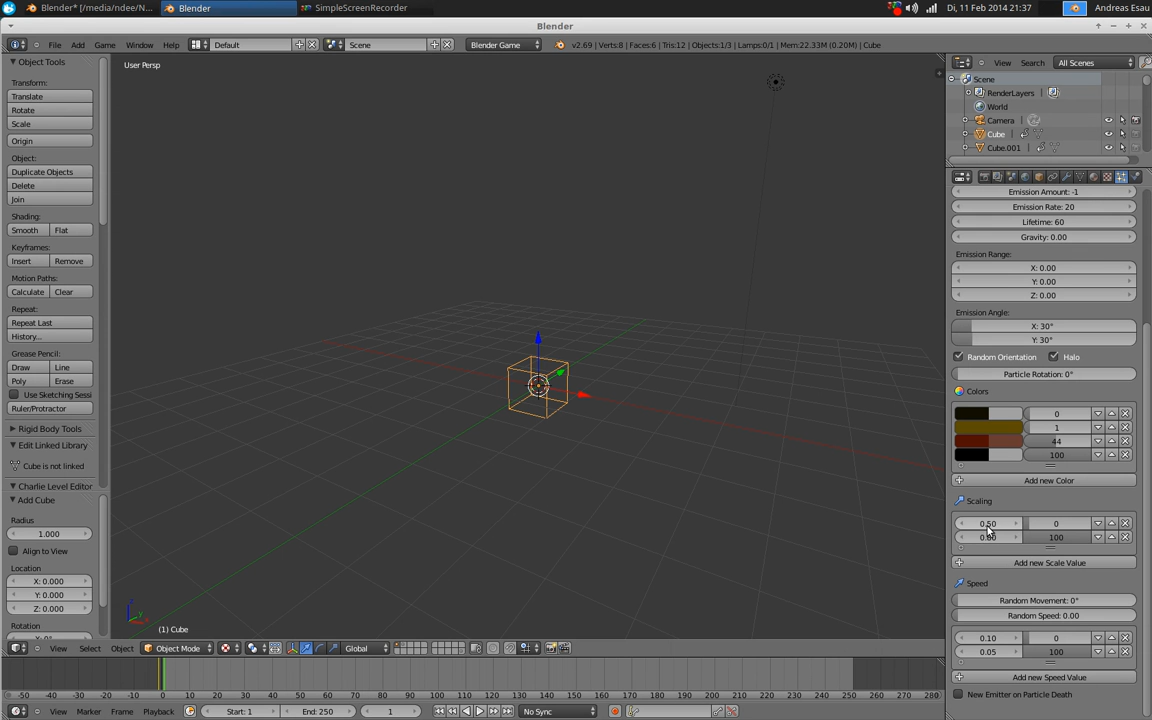 Blender* [/media/ndee/N... Blender SimpleScreenRecorder Di, 11 Feb 2014 21:37 Andreas Esau
Blender
File Add Game Window Help Default Scene Blender Game v2.69 | Verts:8 | Faces:6 | Tris:12 | Objects:1/3 | Lamps:0/1 | Mem:22.33M (0.20M) | Cube
Object Tools
Transform:
Translate
Rotate
Scale
Origin
Object:
Duplicate Objects
Delete
Join
Shading:
Smooth Flat
Keyframes:
Insert Remove
Motion Paths:
Calculate Clear
Repeat:
Repeat Last
History...
Grease Pencil:
Draw Line
Poly Erase
Use Sketching Sessi
Ruler/Protractor
Rigid Body Tools
Edit Linked Library
Cube is not linked
Charlie Level Editor
Add Cube
Radius
1.000
Align to View
Location
X: 0.000
Y: 0.000
Z: 0.000
Rotation
User Persp
(1) Cube
View Search All Scenes
Scene
RenderLayers
World
Camera
Cube
Cube.001
Emission Amount: -1
Emission Rate: 20
Lifetime: 60
Gravity: 0.00
Emission Range:
X: 0.00
Y: 0.00
Z: 0.00
Emission Angle:
X: 30°
Y: 30°
Random Orientation Halo
Particle Rotation: 0°
Colors
0
1
44
100
Add new Color
Scaling
0.50 0
0.00 100
Add new Scale Value
Speed
Random Movement: 0°
Random Speed: 0.00
0.10 0
0.05 100
Add new Speed Value
New Emitter on Particle Death
View Select Object Object Mode Global
-50 -40 -30 -20 -10 0 10 20 30 40 50 60 70 80 90 100 110 120 130 140 150 160 170 180 190 200 210 220 230 240 250 260 270 280
View Marker Frame Playback Start: 1 End: 250 1 No Sync